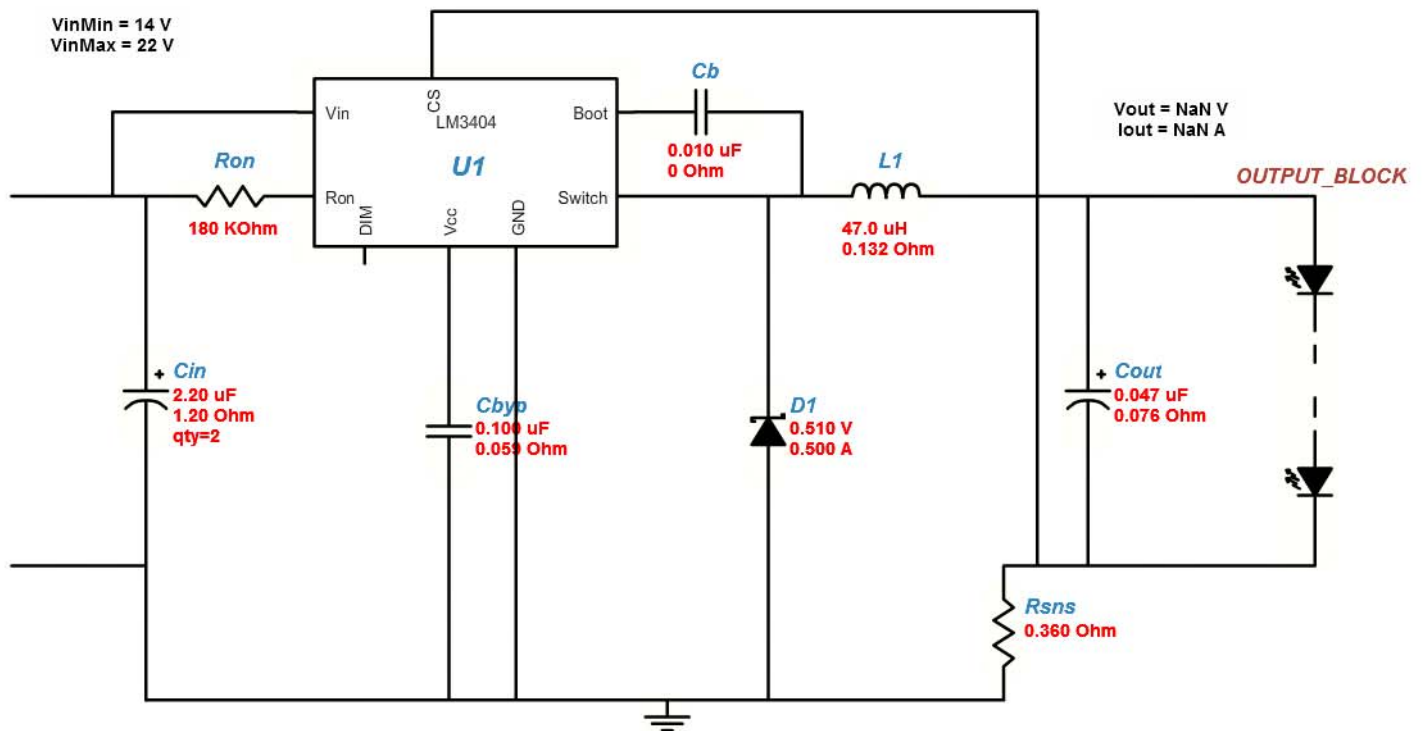 VinMin = 14 V
VinMax = 22 V
CS
LM3404
U1
Vin
Ron
DIM
Vcc
GND
Boot
Switch
Ron
180 KOhm
Cb
0.010 uF
0 Ohm
L1
47.0 uH
0.132 Ohm
Vout = NaN V
Iout = NaN A
OUTPUT_BLOCK
+
Cin
2.20 uF
1.20 Ohm
qty=2
Cbyp
0.100 uF
0.059 Ohm
D1
0.510 V
0.500 A
+
Cout
0.047 uF
0.076 Ohm
Rsns
0.360 Ohm